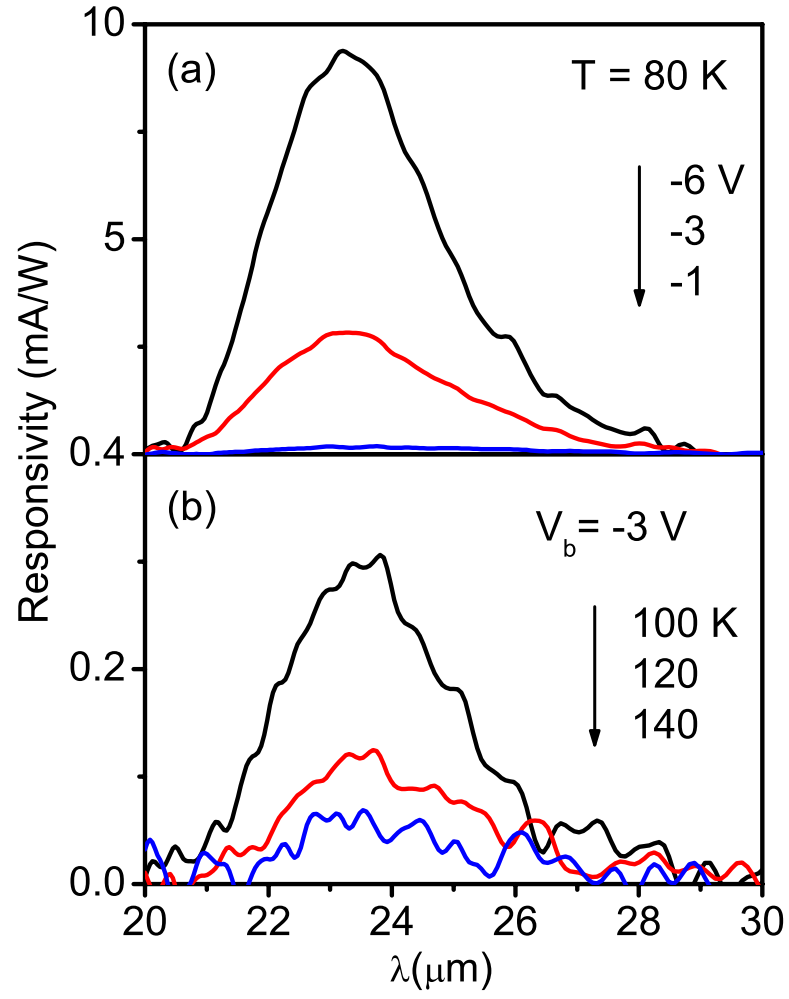 10
(a)
T = 80 K
-6 V
5
-3
-1
Responsivity (mA/W)
0.4
(b)
V_b = -3 V
100 K
0.2
120
140
0.0
20 22 24 26 28 30
λ(μm)